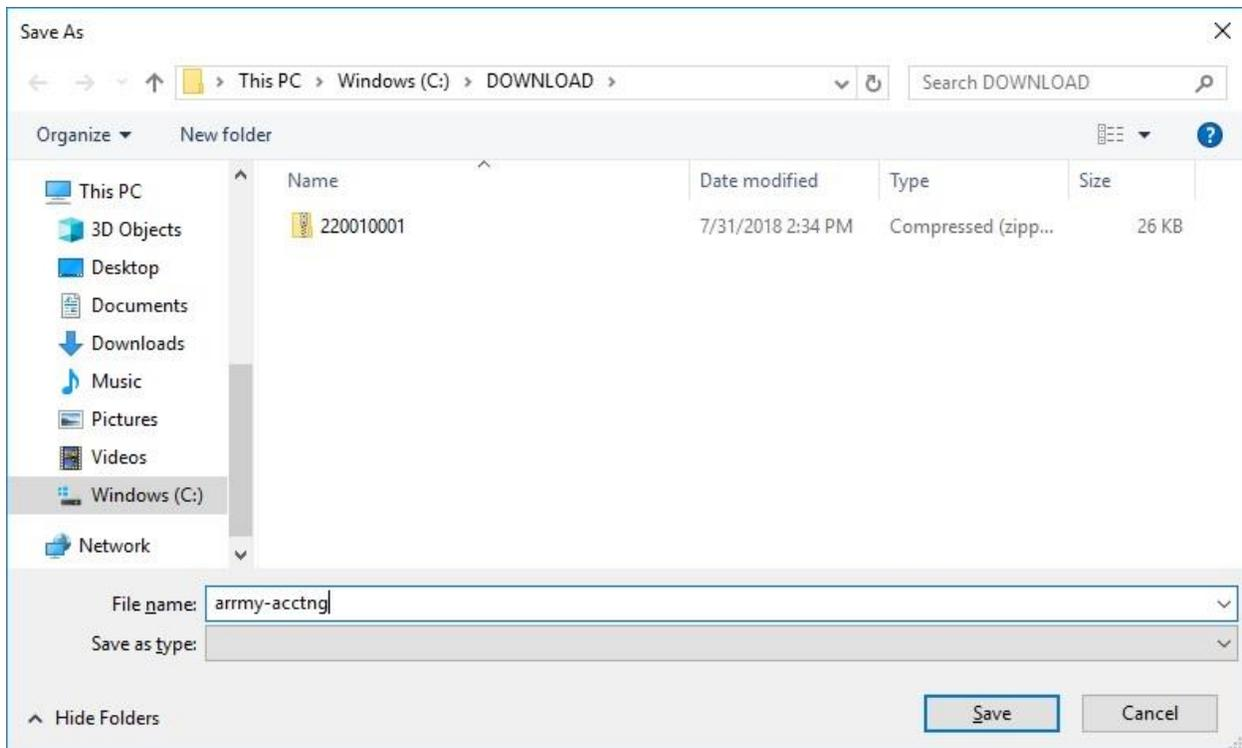 Save As
This PC > Windows (C:) > DOWNLOAD >
Search DOWNLOAD
Organize
New folder
?
This PC
3D Objects
Desktop
Documents
Downloads
Music
Pictures
Videos
Windows (C:)
Network
Name Date modified Type Size
220010001 7/31/2018 2:34 PM Compressed (zipp... 26 KB
File name: arrmy-acctng
Save as type:
Hide Folders
Save
Cancel